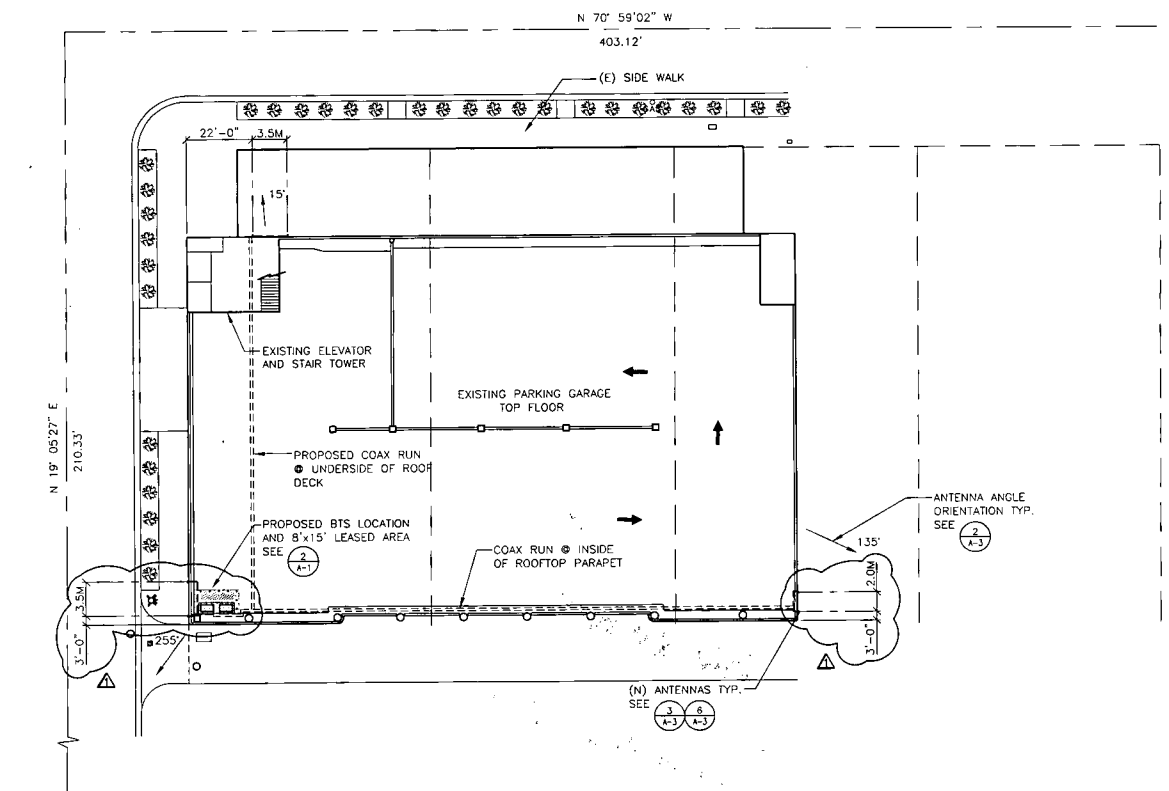 N 70° 59'02" W
403.12'
(E) SIDE WALK
22'-0"
3.5M
15'
EXISTING ELEVATOR
AND STAIR TOWER
EXISTING PARKING GARAGE
TOP FLOOR
N 19° 05'27" E
210.33'
PROPOSED COAX RUN
@ UNDERSIDE OF ROOF
DECK
PROPOSED BTS LOCATION
AND 8'x15' LEASED AREA
SEE
2
A-1
COAX RUN @ INSIDE
OF ROOFTOP PARAPET
ANTENNA ANGLE
ORIENTATION TYP.
SEE
2
A-3
135'
3.5M
3'-0"
255'
1
2.0M
3'-0"
1
(N) ANTENNAS TYP.
SEE
3
A-3
6
A-3